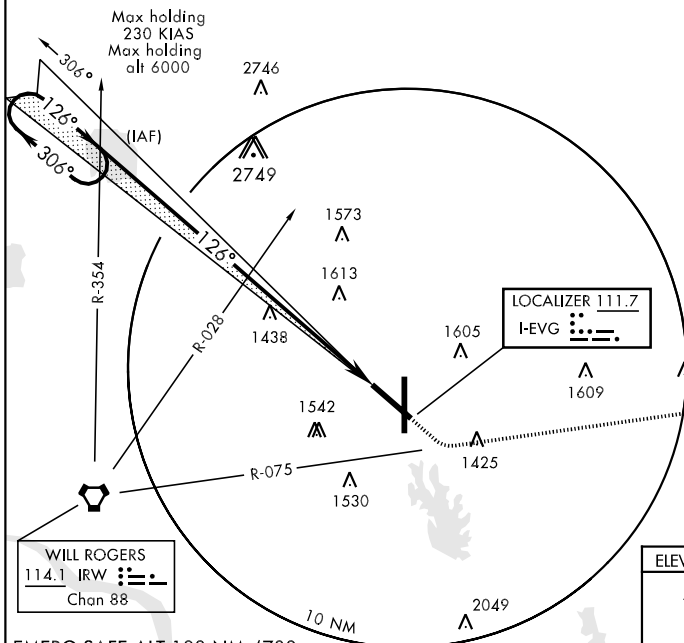 Max holding
230 KIAS
Max holding
alt 6000
306°
126°
(IAF)
306°
2746
2749
1573
126°
1613
R-354
R-028
1438
LOCALIZER 111.7
I-EVG
1605
1609
1542
1425
R-075
1530
WILL ROGERS
114.1 IRW
Chan 88
10 NM
2049
ELEV